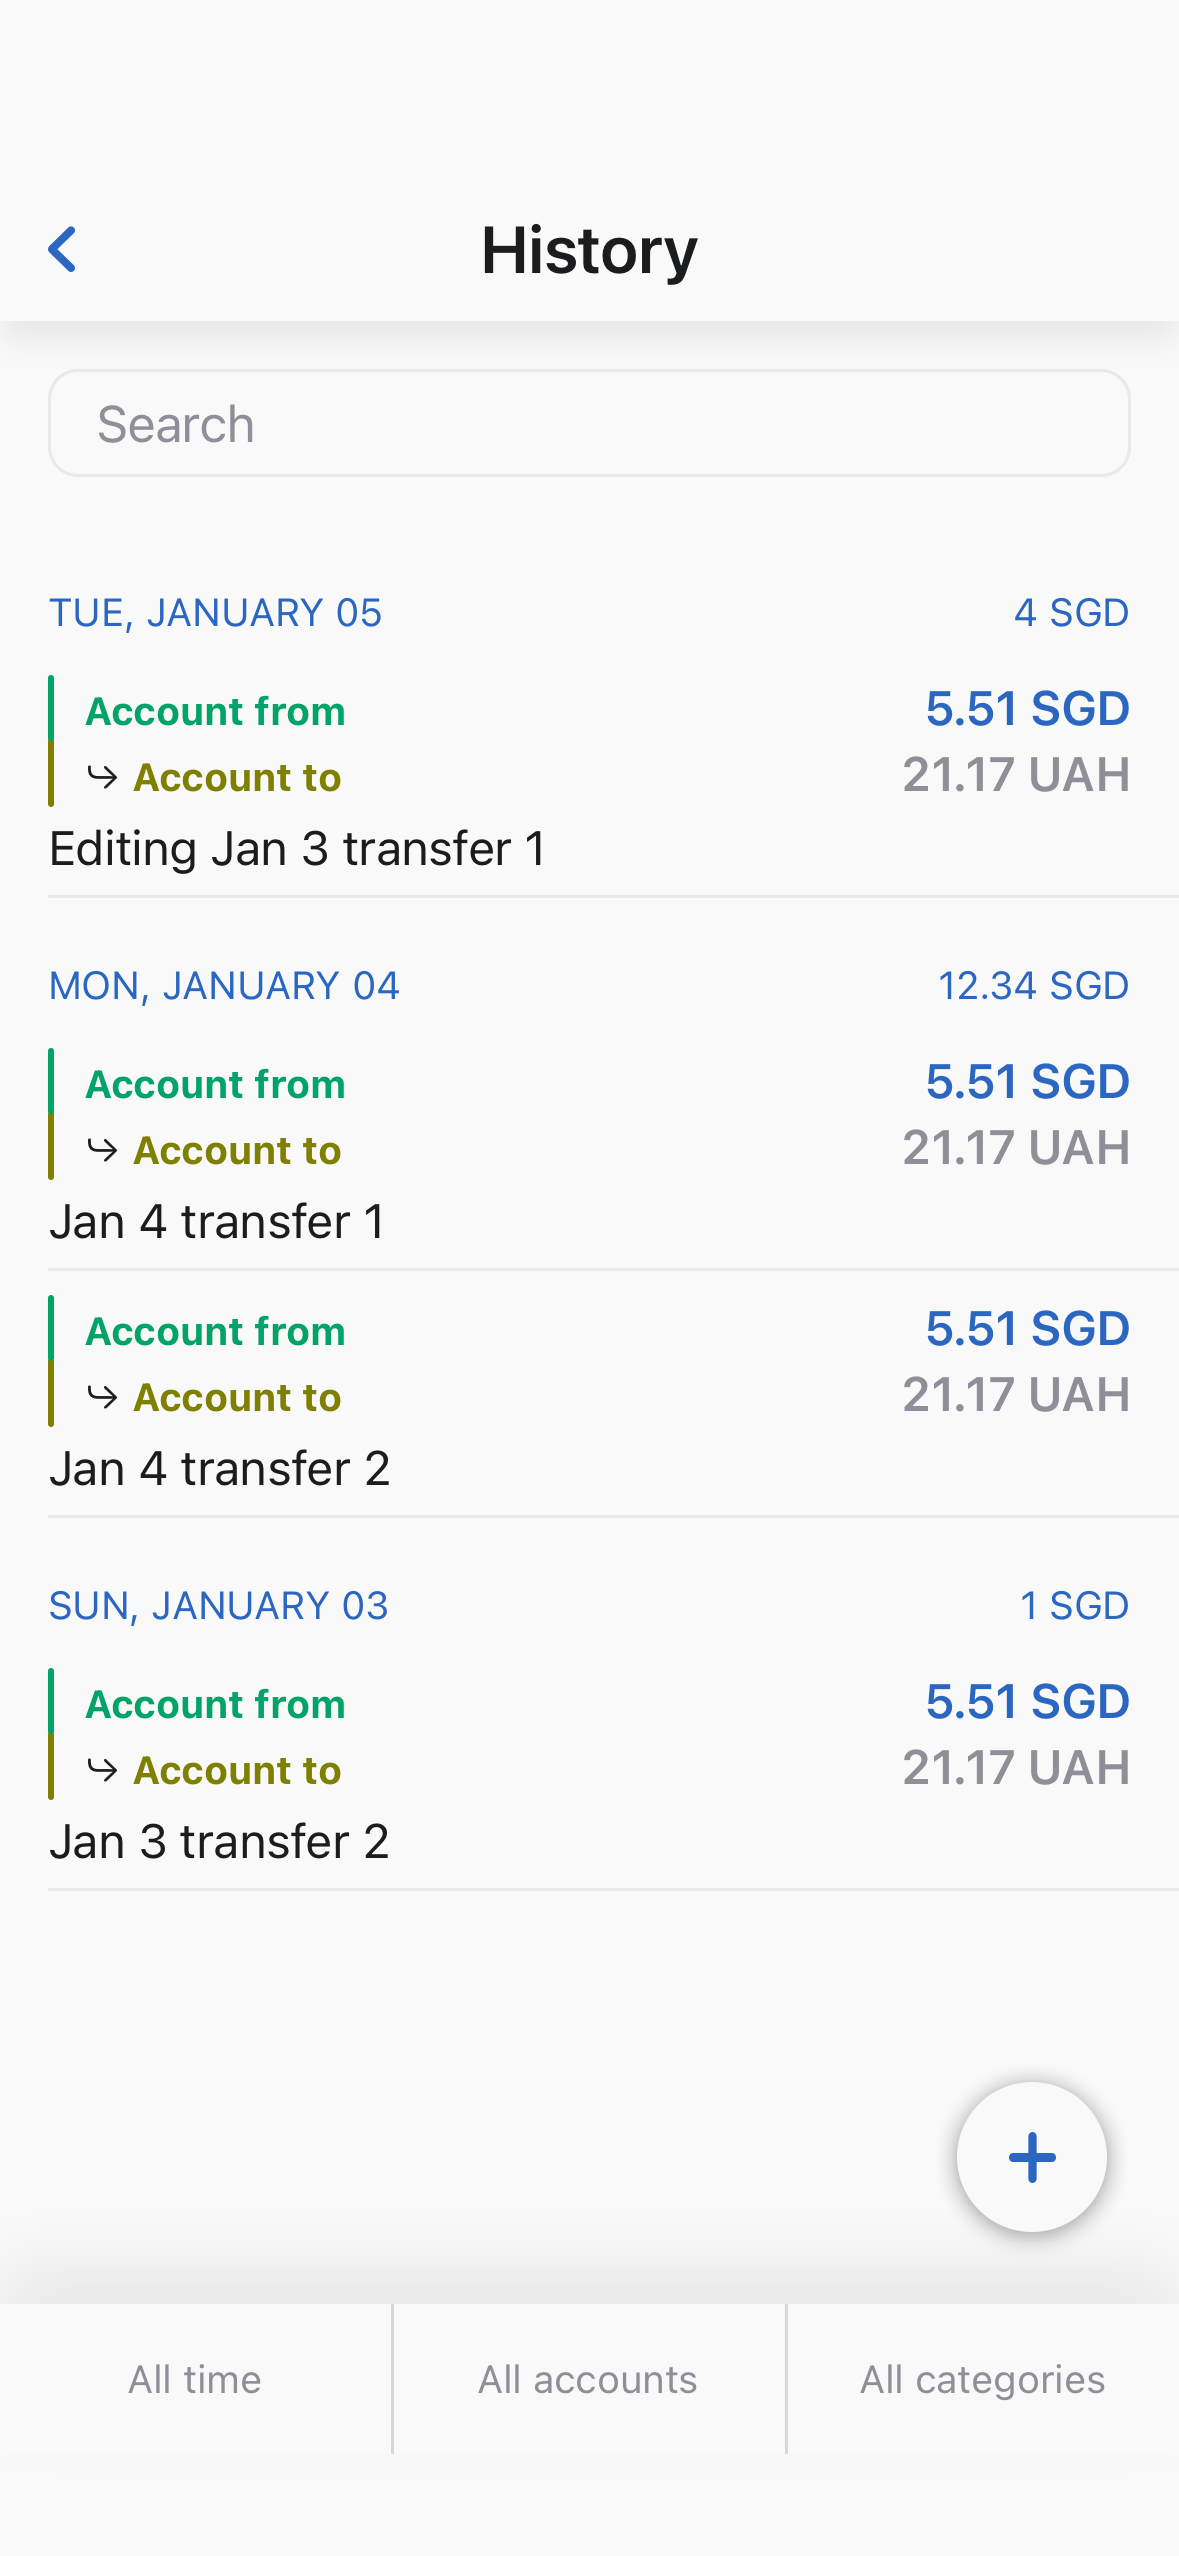 History
Search
TUE, JANUARY 05 4 SGD
Account from 5.51 SGD
Account to 21.17 UAH
Editing Jan 3 transfer 1
MON, JANUARY 04 12.34 SGD
Account from 5.51 SGD
Account to 21.17 UAH
Jan 4 transfer 1
Account from 5.51 SGD
Account to 21.17 UAH
Jan 4 transfer 2
SUN, JANUARY 03 1 SGD
Account from 5.51 SGD
Account to 21.17 UAH
Jan 3 transfer 2
All time All accounts All categories